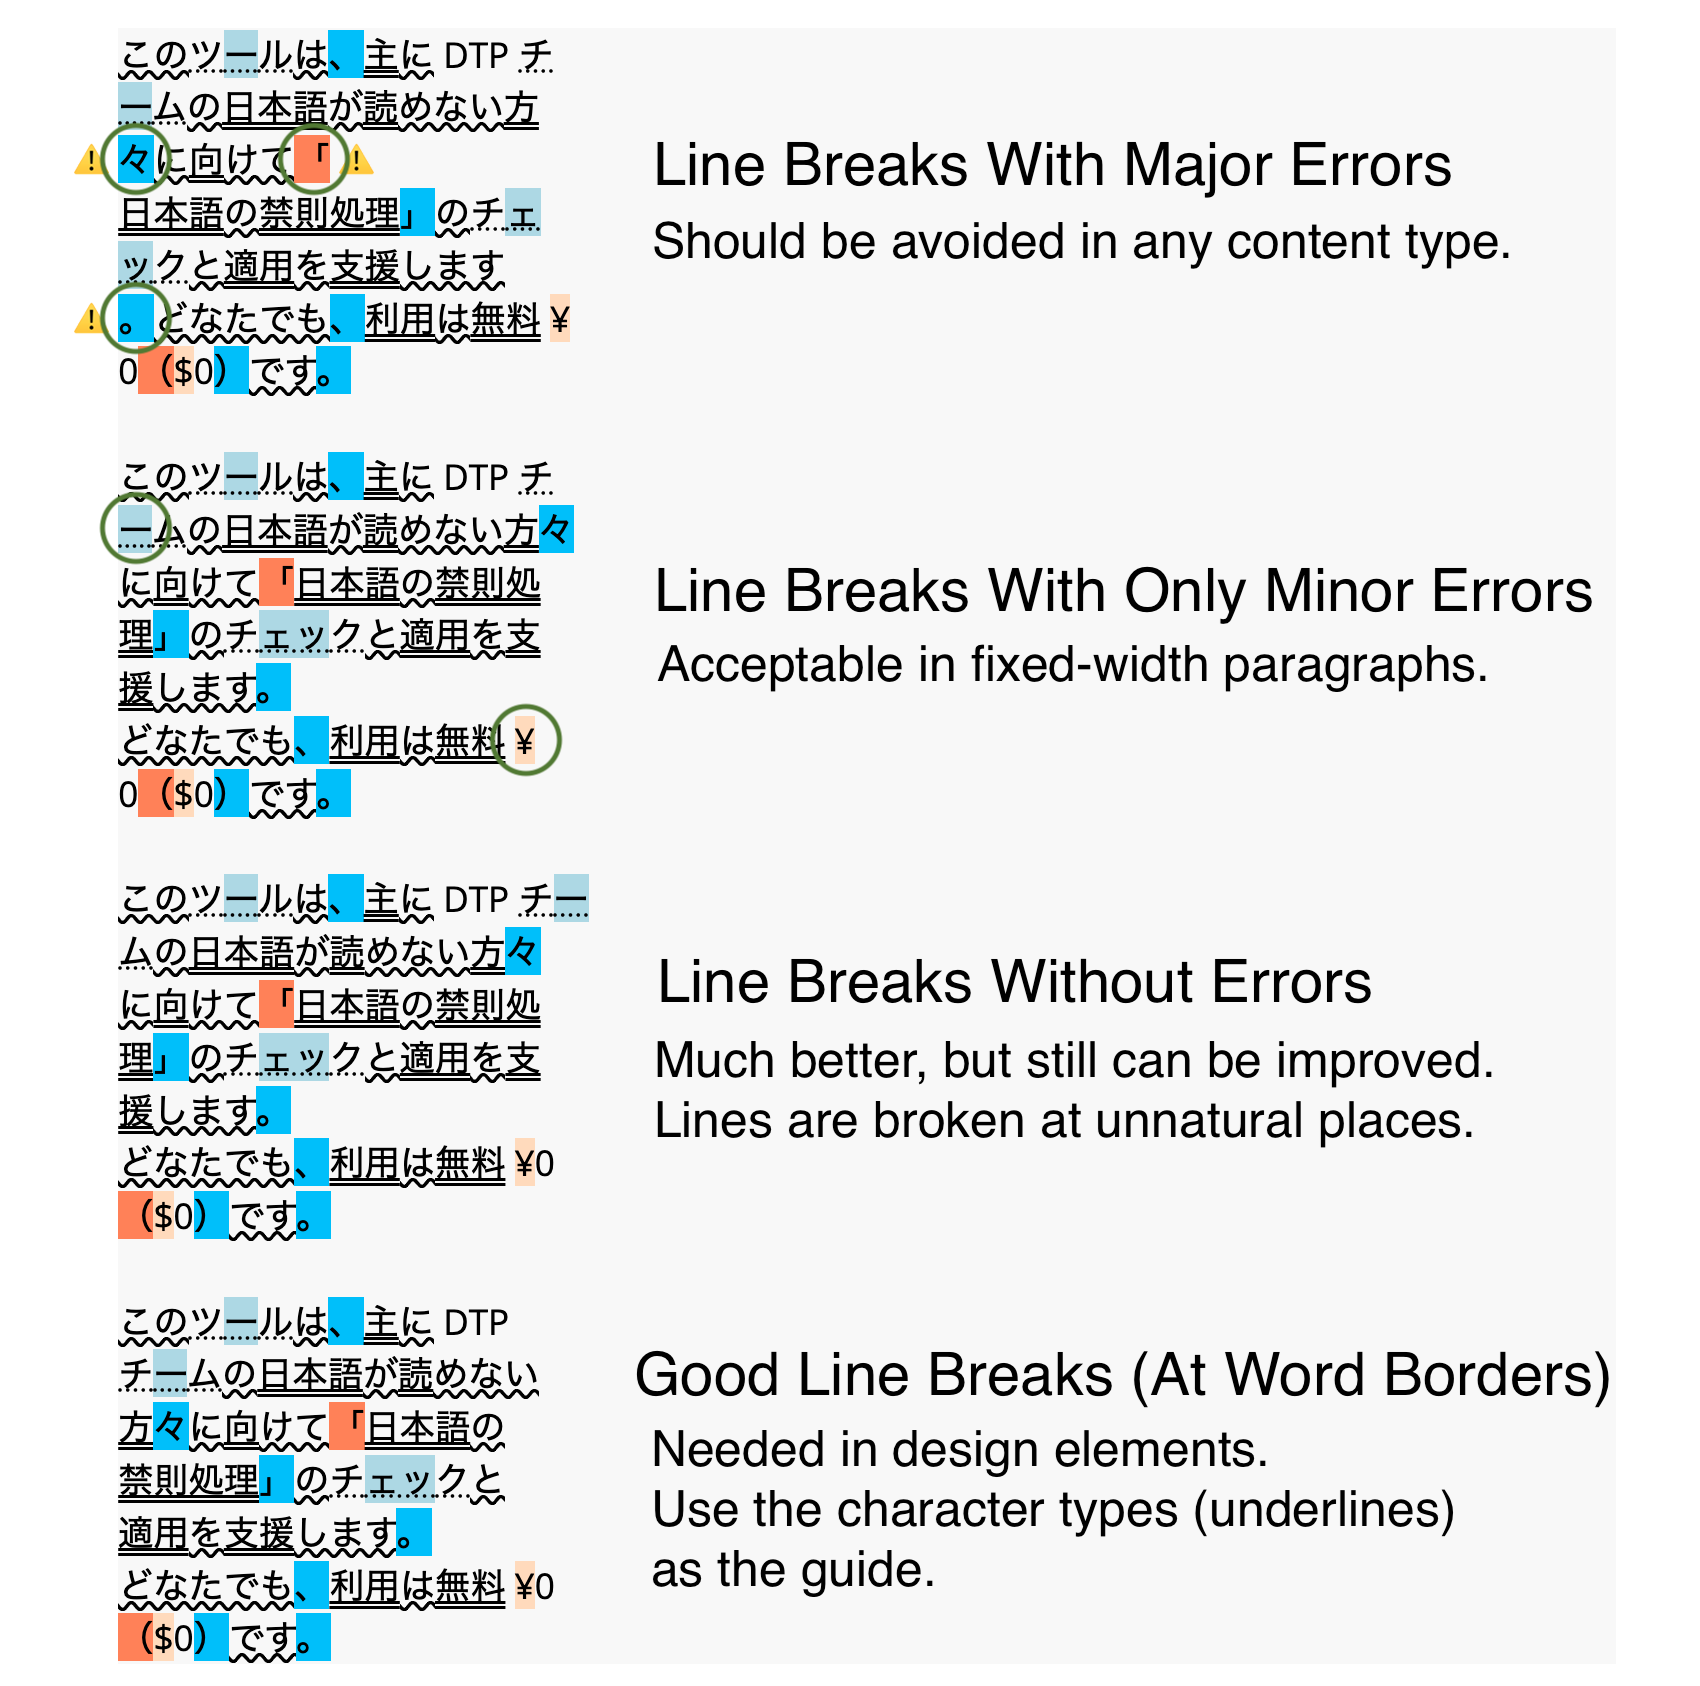 このツールは、主に DTP チ
ームの日本語が読めない方
々に向けて「
日本語の禁則処理」のチェ
ックと適用を支援します
。どなたでも、利用は無料 ¥
0（$0）です。
Line Breaks With Major Errors
Should be avoided in any content type.
このツールは、主に DTP チ
ームの日本語が読めない方々
に向けて「日本語の禁則処
理」のチェックと適用を支
援します。
どなたでも、利用は無料 ¥
0（$0）です。
Line Breaks With Only Minor Errors
Acceptable in fixed-width paragraphs.
このツールは、主に DTP チー
ムの日本語が読めない方々
に向けて「日本語の禁則処
理」のチェックと適用を支
援します。
どなたでも、利用は無料 ¥0
（$0）です。
Line Breaks Without Errors
Much better, but still can be improved.
Lines are broken at unnatural places.
このツールは、主に DTP
チームの日本語が読めない
方々に向けて「日本語の
禁則処理」のチェックと
適用を支援します。
どなたでも、利用は無料 ¥0
（$0）です。
Good Line Breaks (At Word Borders)
Needed in design elements.
Use the character types (underlines)
as the guide.